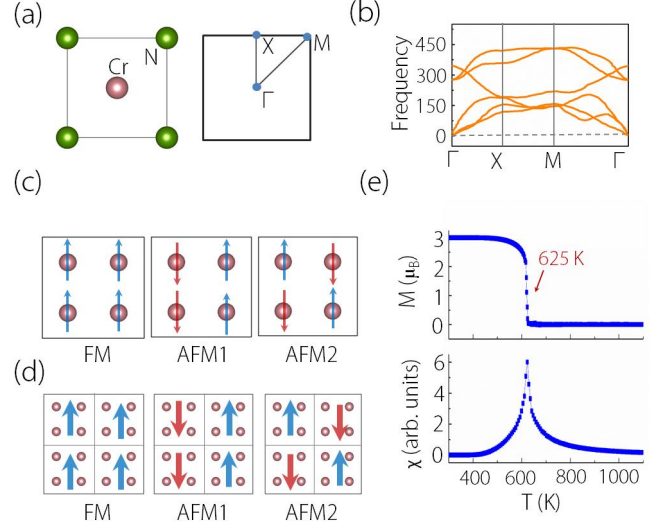 (a)
N
Cr
X
M
Γ
(b)
Frequency
450
300
150
0
Γ
X
M
Γ
(c)
FM
AFM1
AFM2
(d)
FM
AFM1
AFM2
(e)
M (μB)
3
2
1
0
625 K
χ (arb. units)
6
4
2
0
400
600
800
1000
T (K)